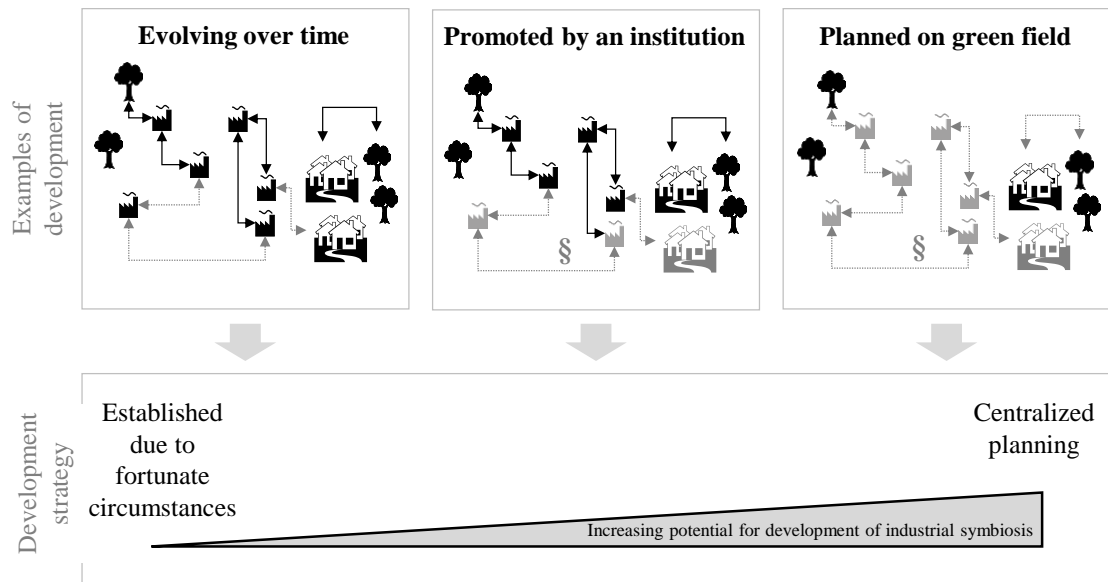 Examples of
development
Evolving over time
Promoted by an institution
§
Planned on green field
§
Development
strategy
Established
due to
fortunate
circumstances
Centralized
planning
Increasing potential for development of industrial symbiosis